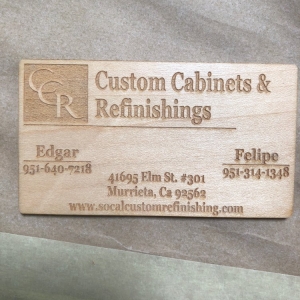 CCR
Custom Cabinets &
Refinishings
Edgar
951-640-7218
Felipe
951-314-1348
41695 Elm St. #301
Murrieta, Ca 92562
www.socalcustomrefinishing.com